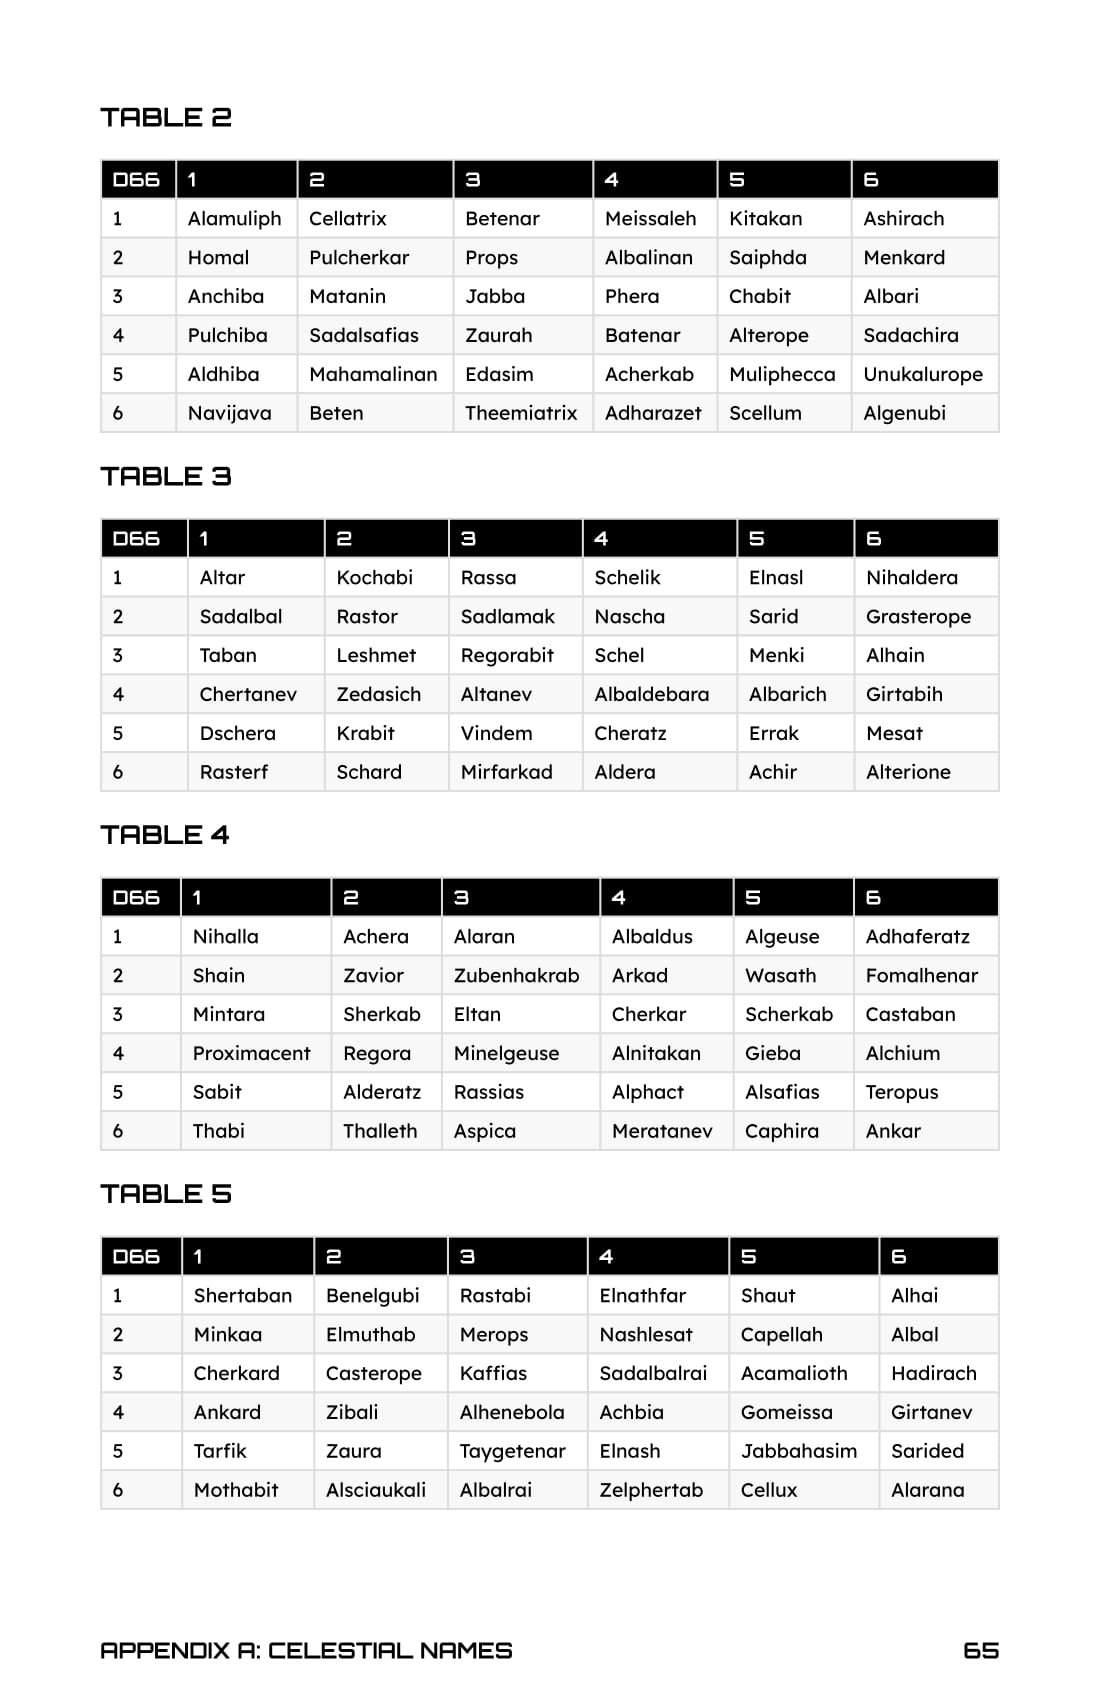 TABLE 2
D66 1 2 3 4 5 6
1 Alamuliph Cellatrix Betenar Meissaleh Kitakan Ashirach
2 Homal Pulcherkar Props Albalinan Saiphda Menkard
3 Anchiba Matanin Jabba Phera Chabit Albari
4 Pulchiba Sadalsafias Zaurah Batenar Alterope Sadachira
5 Aldhiba Mahamalinan Edasim Acherkab Muliphecca Unukalurope
6 Navijava Beten Theemiatrix Adharazet Scellum Algenubi
TABLE 3
D66 1 2 3 4 5 6
1 Altar Kochabi Rassa Schelik Elnasl Nihaldera
2 Sadalbal Rastor Sadlamak Nascha Sarid Grasterope
3 Taban Leshmet Regorabit Schel Menki Alhain
4 Chertanev Zedasich Altanev Albaldebara Albarich Girtabih
5 Dschera Krabit Vindem Cheratz Errak Mesat
6 Rasterf Schard Mirfarkad Aldera Achir Alterione
TABLE 4
D66 1 2 3 4 5 6
1 Nihalla Achera Alaran Albaldus Algeuse Adhaferatz
2 Shain Zavior Zubenhakrab Arkad Wasath Fomalhenar
3 Mintara Sherkab Eltan Cherkar Scherkab Castaban
4 Proximacent Regora Minelgeuse Alnitakan Gieba Alchium
5 Sabit Alderatz Rassias Alphact Alsafias Teropus
6 Thabi Thalleth Aspica Meratanev Caphira Ankar
TABLE 5
D66 1 2 3 4 5 6
1 Shertaban Benelgubi Rastabi Elnathfar Shaut Alhai
2 Minkaa Elmuthab Merops Nashlesat Capellah Albal
3 Cherkard Casterope Kaffias Sadalbalrai Acamalioth Hadirach
4 Ankard Zibali Alhenebola Achbia Gomeissa Girtanev
5 Tarfik Zaura Taygetenar Elnash Jabbahasim Sarided
6 Mothabit Alsciaukali Albalrai Zelphertab Cellux Alarana
APPENDIX A: CELESTIAL NAMES 65